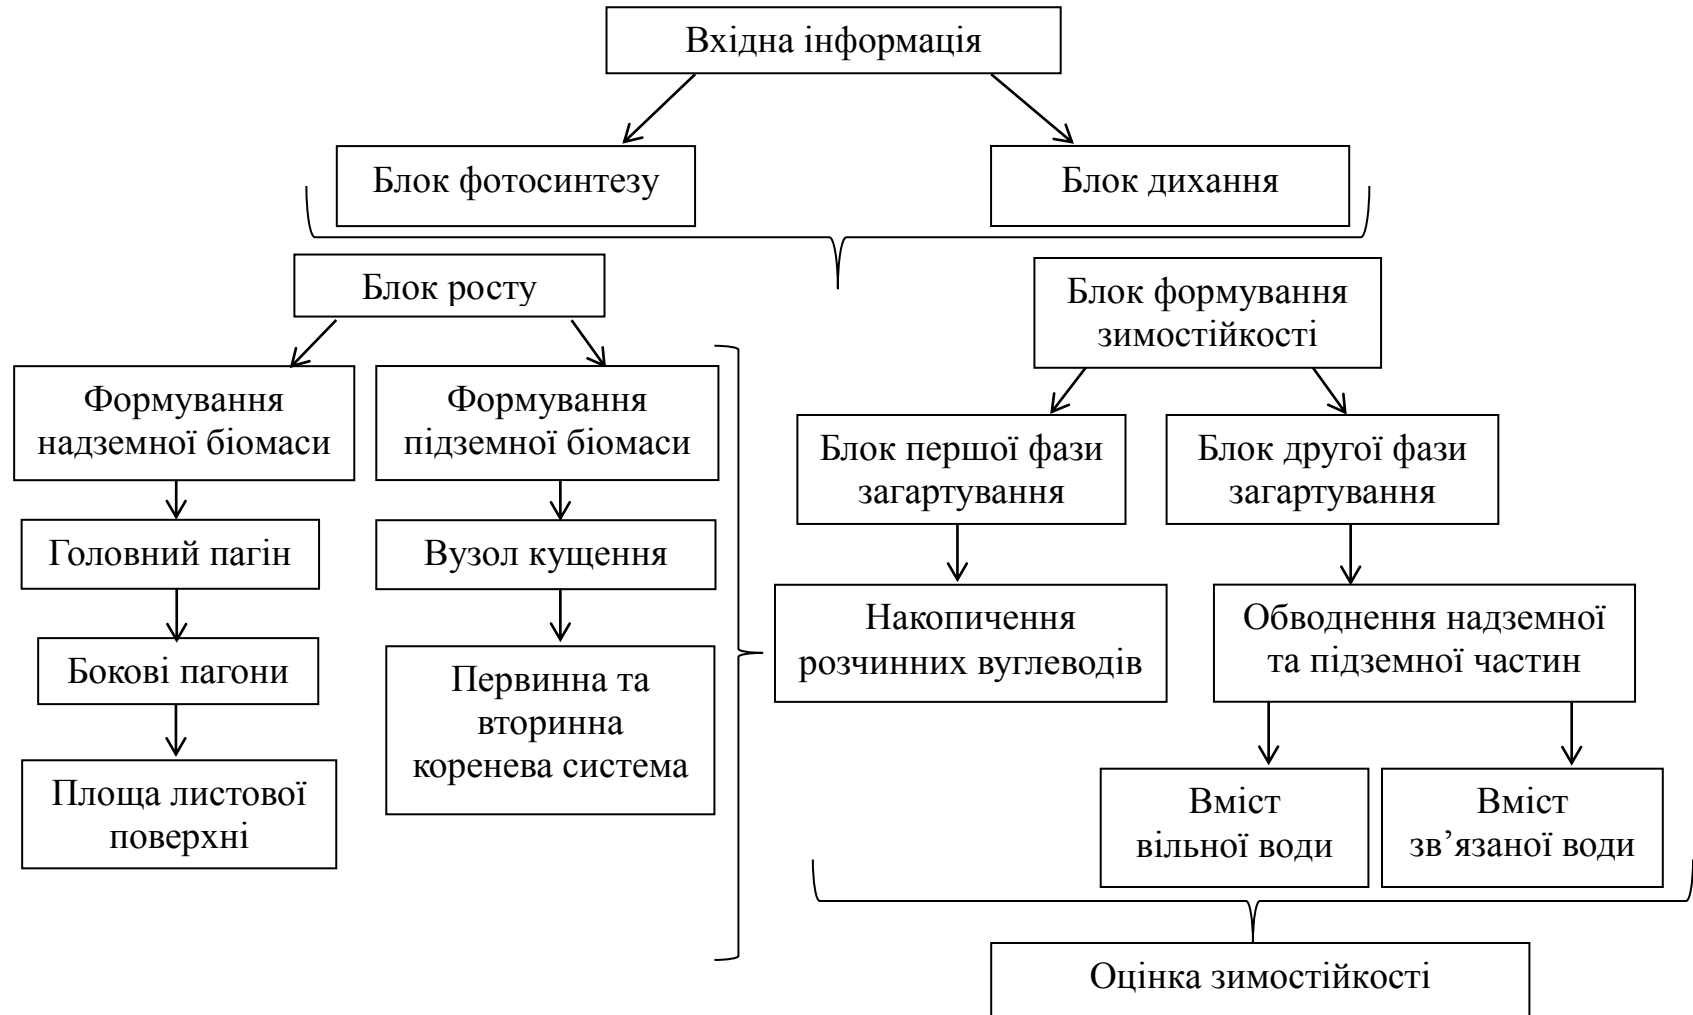 Вхідна інформація
Блок фотосинтезу
Блок дихання
Блок росту
Блок формування
зимостійкості
Формування
надземної біомаси
Формування
підземної біомаси
Блок першої фази
загартування
Блок другої фази
загартування
Головний пагін
Вузол кущення
Накопичення
розчинних вуглеводів
Обводнення надземної
та підземної частин
Бокові пагони
Первинна та
вторинна
коренева система
Площа листової
поверхні
Вміст
вільної води
Вміст
зв’язаної води
Оцінка зимостійкості